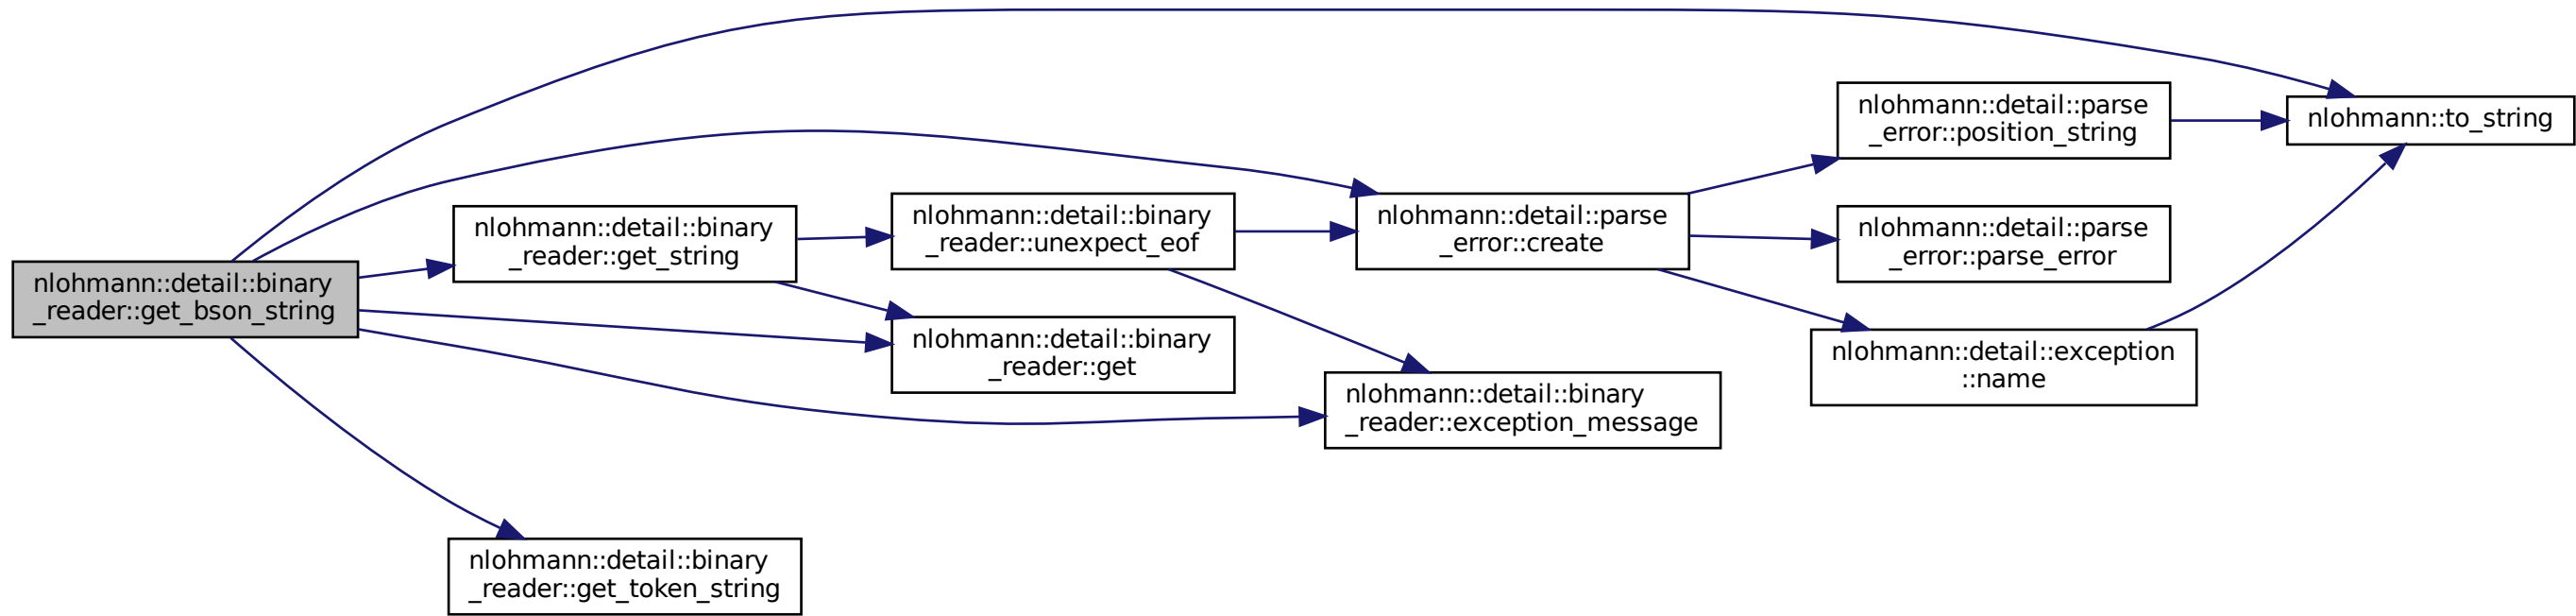 nlohmann::detail::binary
_reader::get_bson_string
nlohmann::detail::binary
_reader::get_string
nlohmann::detail::binary
_reader::get_token_string
nlohmann::detail::binary
_reader::unexpect_eof
nlohmann::detail::binary
_reader::get
nlohmann::detail::parse
_error::create
nlohmann::detail::binary
_reader::exception_message
nlohmann::detail::parse
_error::position_string
nlohmann::detail::parse
_error::parse_error
nlohmann::detail::exception
::name
nlohmann::to_string